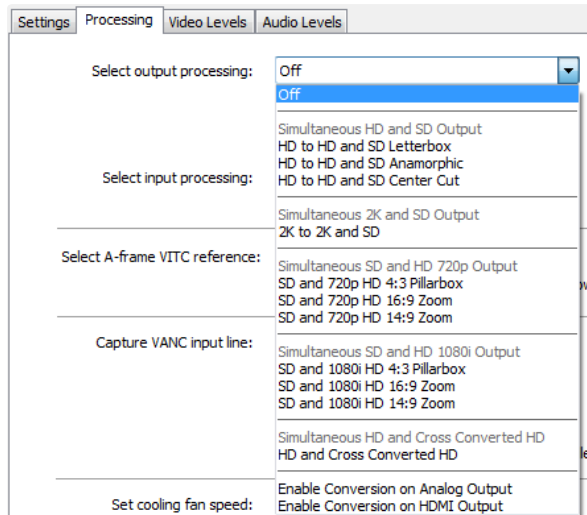 Settings Processing Video Levels Audio Levels
Select output processing: Off
Off
Simultaneous HD and SD Output
HD to HD and SD Letterbox
HD to HD and SD Anamorphic
Select input processing: HD to HD and SD Center Cut
Simultaneous 2K and SD Output
2K to 2K and SD
Select A-frame VITC reference:
Simultaneous SD and HD 720p Output
SD and 720p HD 4:3 Pillarbox
SD and 720p HD 16:9 Zoom
SD and 720p HD 14:9 Zoom
Capture VANC input line:
Simultaneous SD and HD 1080i Output
SD and 1080i HD 4:3 Pillarbox
SD and 1080i HD 16:9 Zoom
SD and 1080i HD 14:9 Zoom
Simultaneous HD and Cross Converted HD
HD and Cross Converted HD
Enable Conversion on Analog Output
Set cooling fan speed: Enable Conversion on HDMI Output